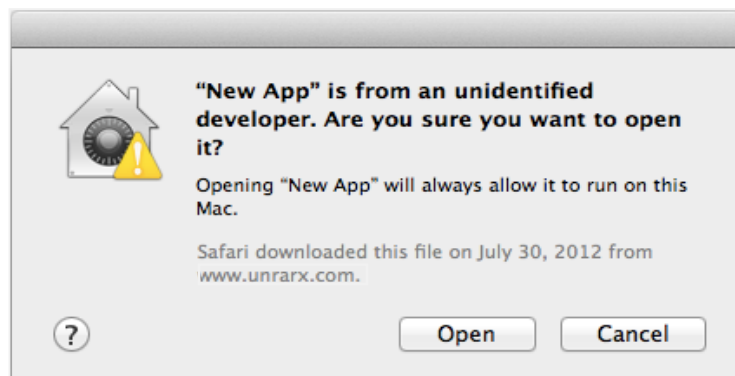 “New App” is from an unidentified
developer. Are you sure you want to open
it?
Opening “New App” will always allow it to run on this
Mac.
Safari downloaded this file on July 30, 2012 from
www.unrarx.com.
?
Open
Cancel